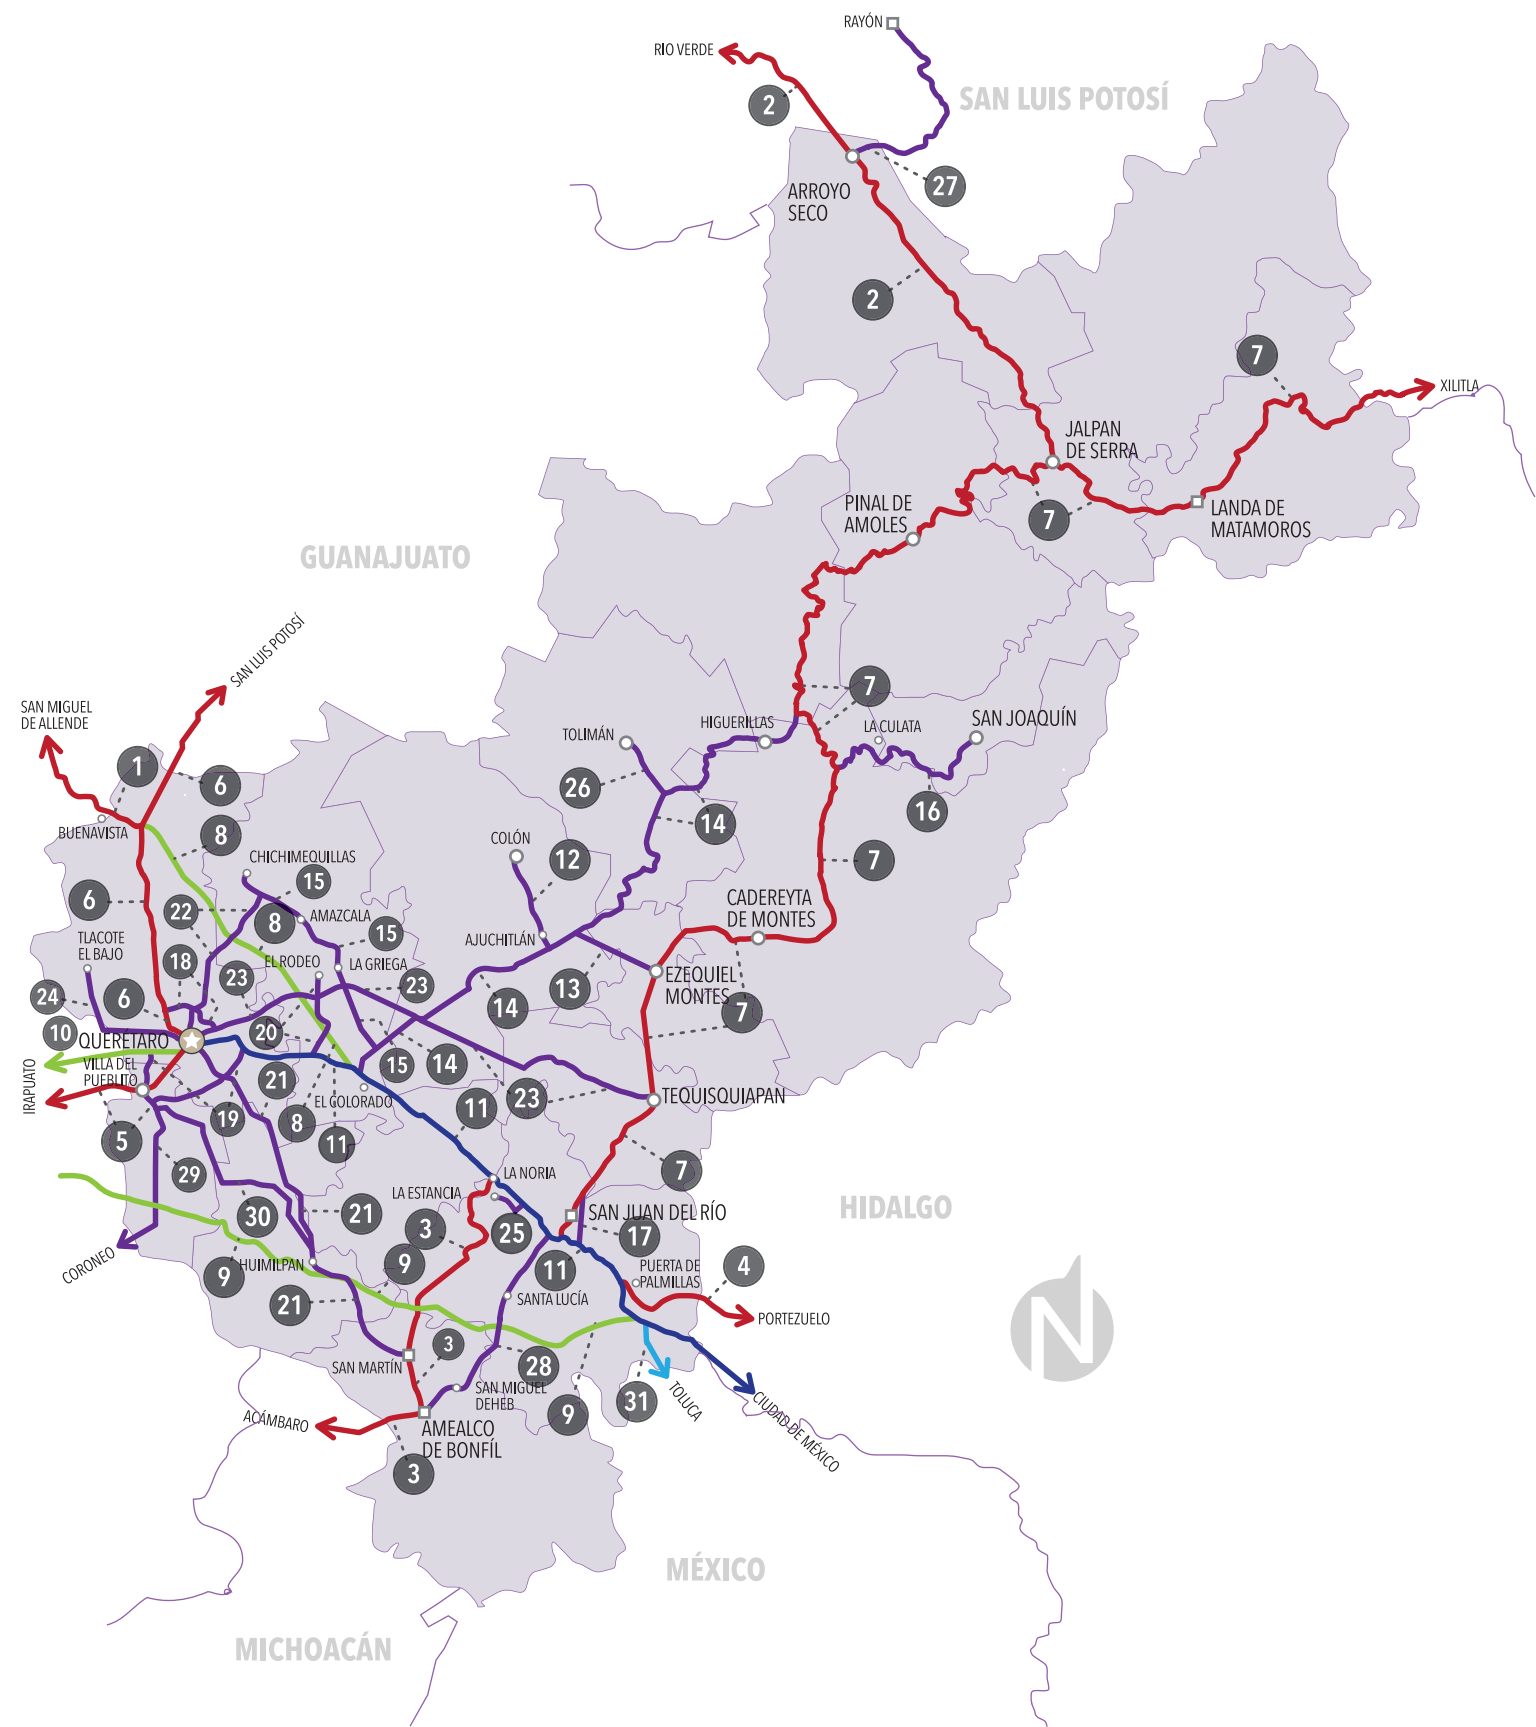 RAYÓN
RIO VERDE
2
SAN LUIS POTOSÍ
27
ARROYO
SECO
2
7
XILITLA
JALPAN
DE SERRA
PINAL DE
AMOLES
7
LANDA DE
MATAMOROS
GUANAJUATO
SAN LUIS POTOSÍ
7
SAN MIGUEL
DE ALLENDE
TOLIMÁN
HIGUERILLAS
LA CULATA
SAN JOAQUÍN
1
6
26
14
16
BUENAVISTA
8
COLÓN
12
7
CHICHIMEQUILLAS
15
6
22
8
AMAZCALA
CADEREYTA
DE MONTES
TLACOTE
EL BAJO
15
AJUCHITLÁN
18
EL RODEO
LA GRIEGA
23
23
13
EZEQUIEL
MONTES
24
6
14
7
10
QUERÉTARO
20
VILLA DEL
PUEBLITO
15
14
IRAPUATO
21
EL COLORADO
11
23
TEQUISQUIAPAN
5
19
8
11
29
LA NORIA
7
LA ESTANCIA
30
21
3
25
SAN JUAN DEL RÍO
HIDALGO
17
CORONEO
9
HUIMILPAN
9
11
PUERTA DE
PALMILLAS
4
21
SANTA LUCÍA
PORTEZUELO
3
SAN MARTÍN
28
SAN MIGUEL
DEHEB
9
31
TOLUCA
CIUDAD DE MÉXICO
ACÁMBARO
AMEALCO
DE BONFÍL
3
N
MÉXICO
MICHOACÁN